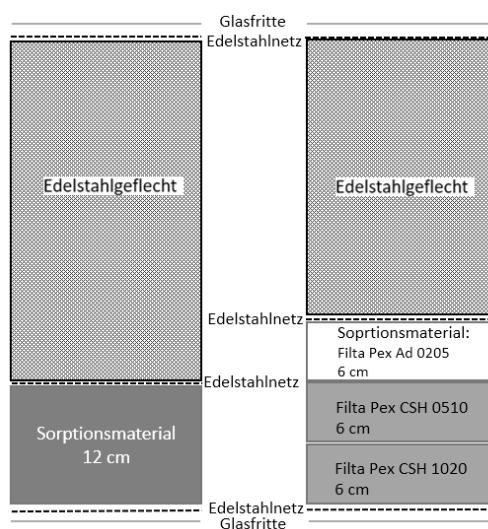 Glasfritte
Edelstahlnetz
Edelstahlgeflecht
Edelstahlgeflecht
Edelstahlnetz
Soprtionsmaterial:
Filta Pex Ad 0205
6 cm
Edelstahlnetz
Filta Pex CSH 0510
6 cm
Sorptionsmaterial
12 cm
Filta Pex CSH 1020
6 cm
Edelstahlnetz
Glasfritte